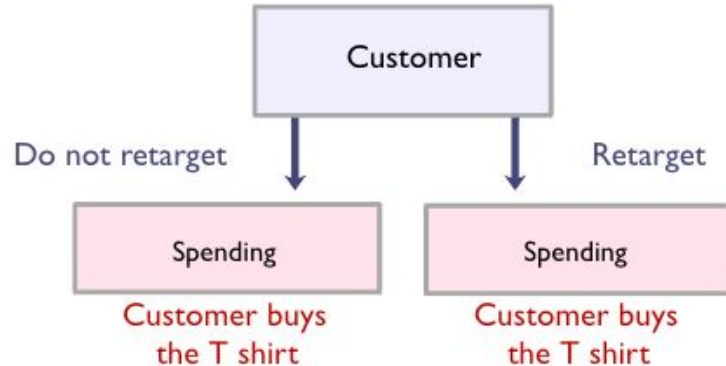 Customer
Do not retarget
Retarget
Spending
Spending
Customer buys
the T shirt
Customer buys
the T shirt